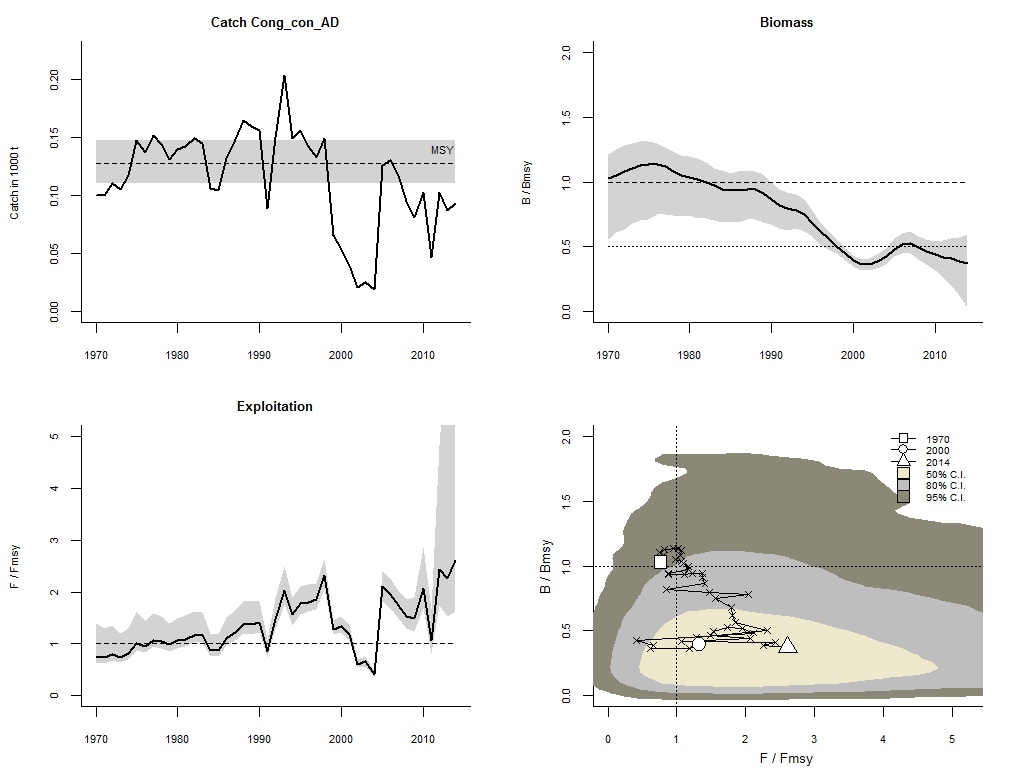 Catch Cong_con_AD
Catch in 1000 t
0.20
0.15
0.10
0.05
0.00
MSY
1970 1980 1990 2000 2010
Biomass
B / Bmsy
2.0
1.5
1.0
0.5
0.0
1970 1980 1990 2000 2010
Exploitation
F / Fmsy
5
4
3
2
1
0
1970 1980 1990 2000 2010
B / Bmsy
2.0
1.5
1.0
0.5
0.0
1970
2000
2014
50% C.I.
80% C.I.
95% C.I.
0 1 2 3 4 5
F / Fmsy